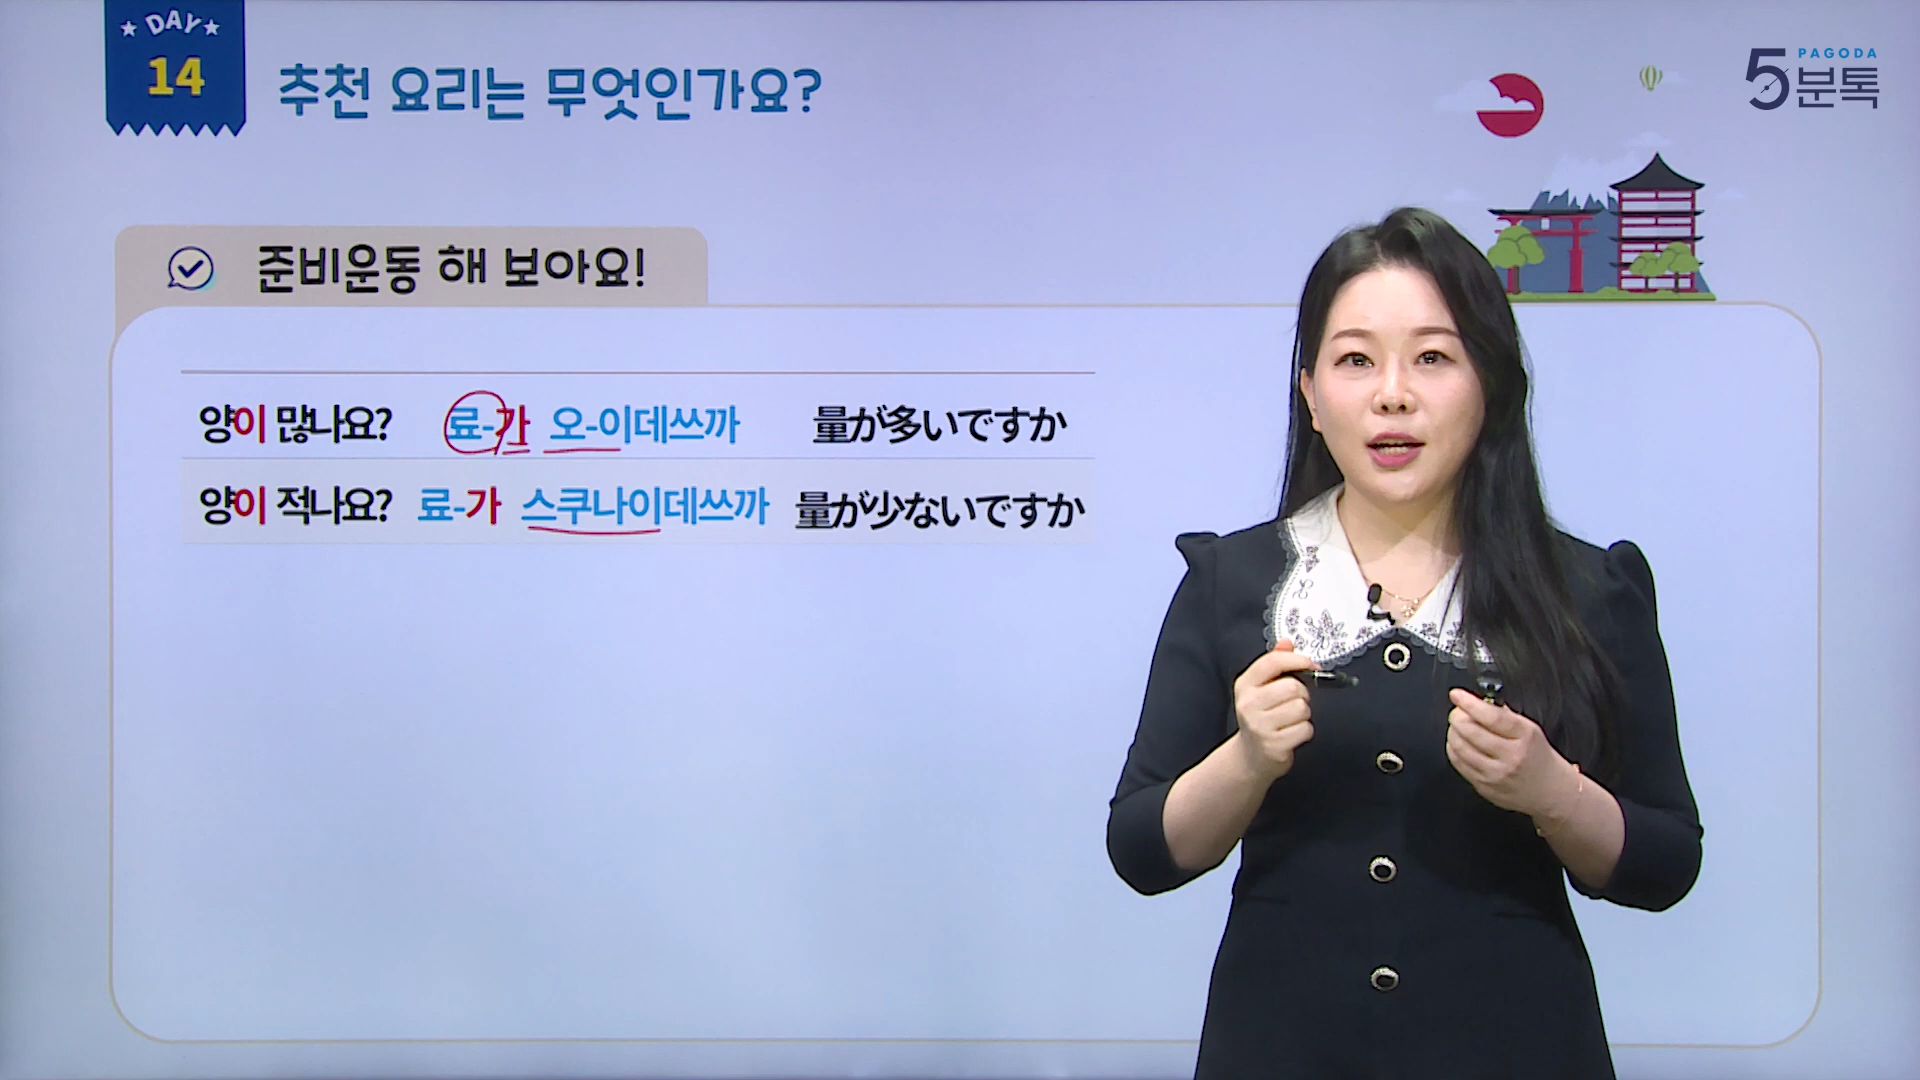 DAY
14
추천 요리는 무엇인가요?
PAGODA
5분톡
준비운동 해 보아요!
양이 많나요? 료-가 오-이데쓰까 量が多いですか
양이 적나요? 료-가 스쿠나이데쓰까 量が少ないですか